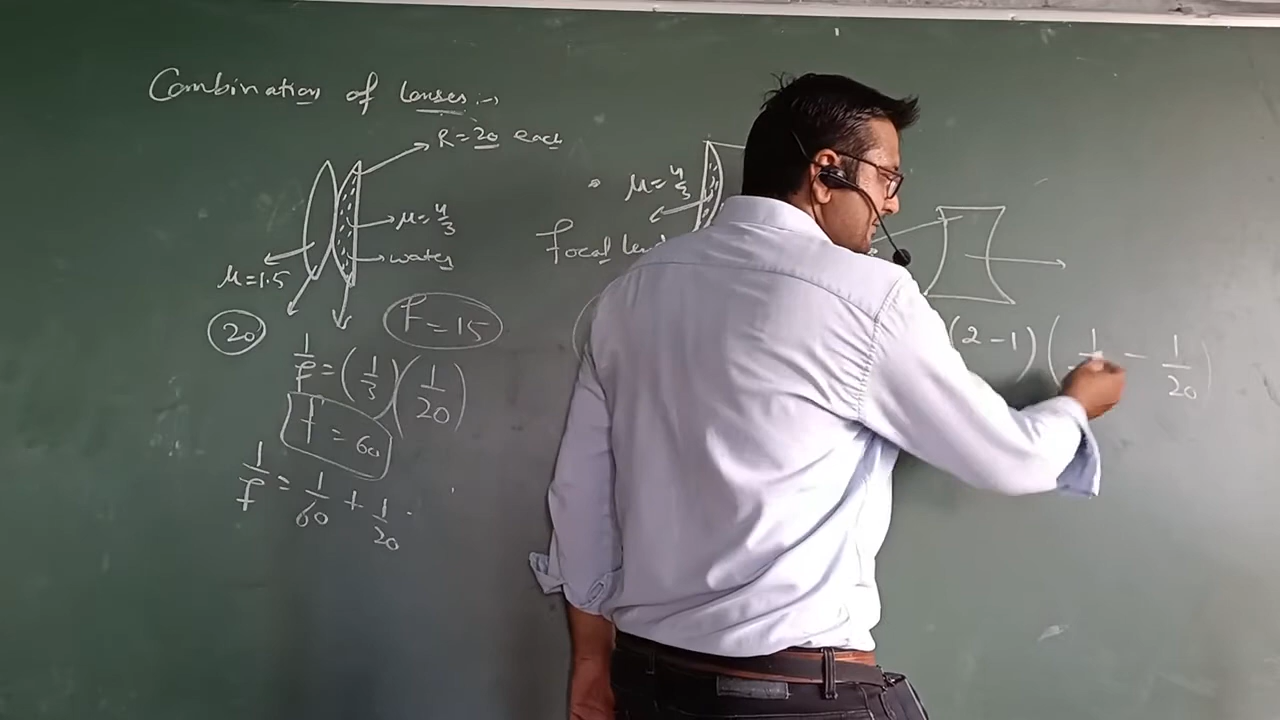 Combination of lenses :→
R = 20 each
μ = 4/3
water
μ = 1.5
20
F = 15
1/f = (1/3)(1/20)
f = 60
1/f = 1/60 + 1/20
μ = 4/3
focal
(2 - 1)(1/ - 1/20)